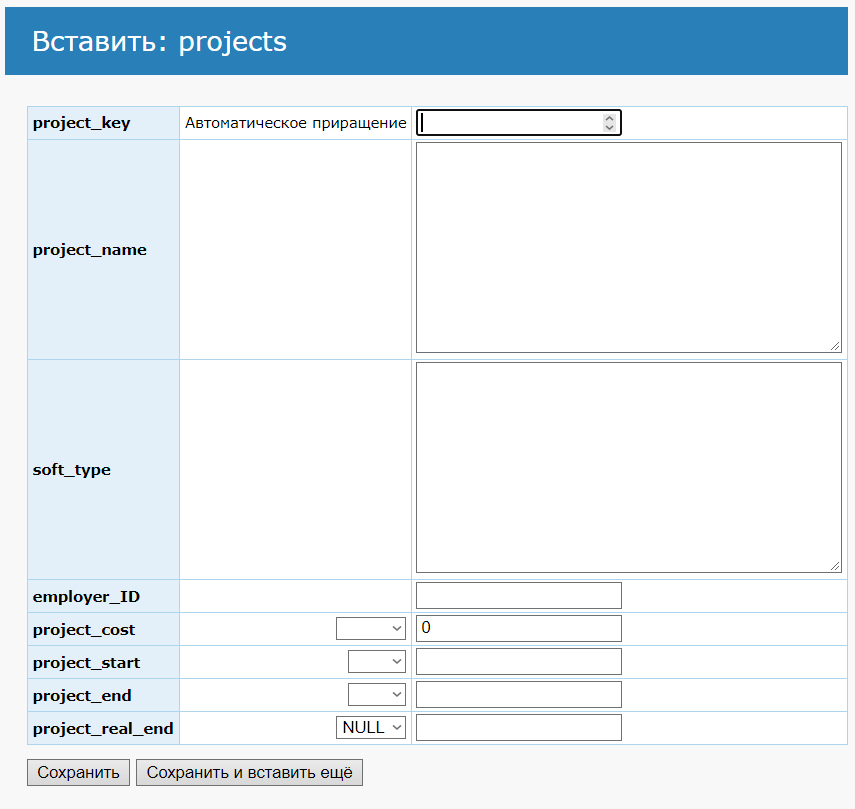 Вставить: projects
project_key Автоматическое приращение
project_name
soft_type
employer_ID
project_cost 0
project_start
project_end
project_real_end NULL
Сохранить Сохранить и вставить ещё